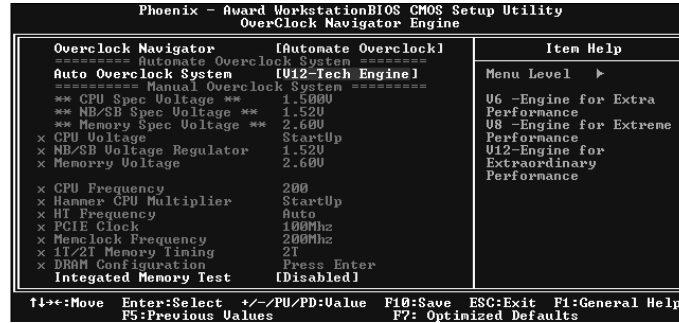 Phoenix - Award WorkstationBIOS CMOS Setup Utility
OverClock Navigator Engine
Overclock Navigator [Automate Overclock]
========= Automate Overclock System ========
Auto Overclock System [V12-Tech Engine]
========== Manual Overclock System =========
** CPU Spec Voltage ** 1.500V
** NB/SB Spec Voltage ** 1.52V
** Memory Spec Voltage ** 2.60V
x CPU Voltage StartUp
x NB/SB Voltage Regulator 1.52V
x Memorry Voltage 2.60V
x CPU Frequency 200
x Hammer CPU Multiplier StartUp
x HT Frequency Auto
x PCIE Clock 100Mhz
x Memclock Frequency 200Mhz
x 1T/2T Memory Timing 2T
x DRAM Configuration Press Enter
Integated Memory Test [Disabled]
Item Help
Menu Level ►
V6 -Engine for Extra
Performance
V8 -Engine for Extreme
Performance
V12-Engine for
Extraordinary
Performance
↑↓→←:Move Enter:Select +/-/PU/PD:Value F10:Save ESC:Exit F1:General Help
F5:Previous Values F7: Optimized Defaults